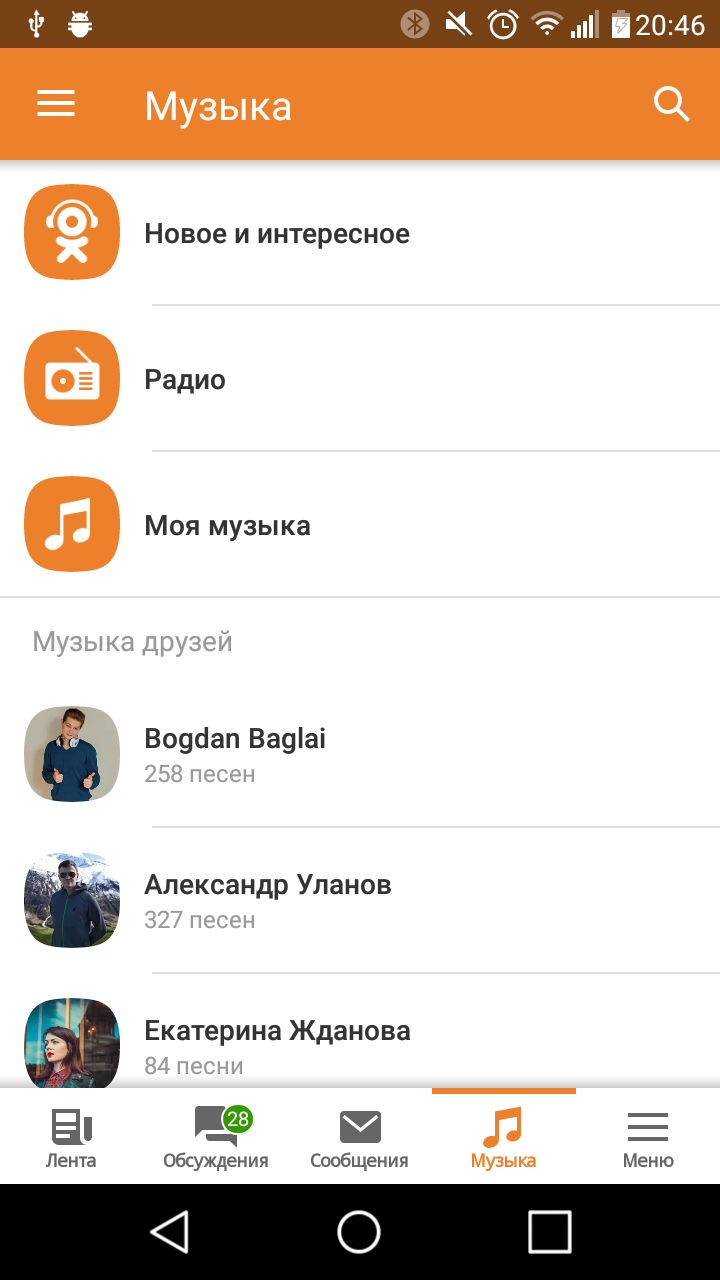 20:46
Музыка
Новое и интересное
Радио
Моя музыка
Музыка друзей
Bogdan Baglai
258 песен
Александр Уланов
327 песен
Екатерина Жданова
84 песни
28
Лента
Обсуждения
Сообщения
Музыка
Меню